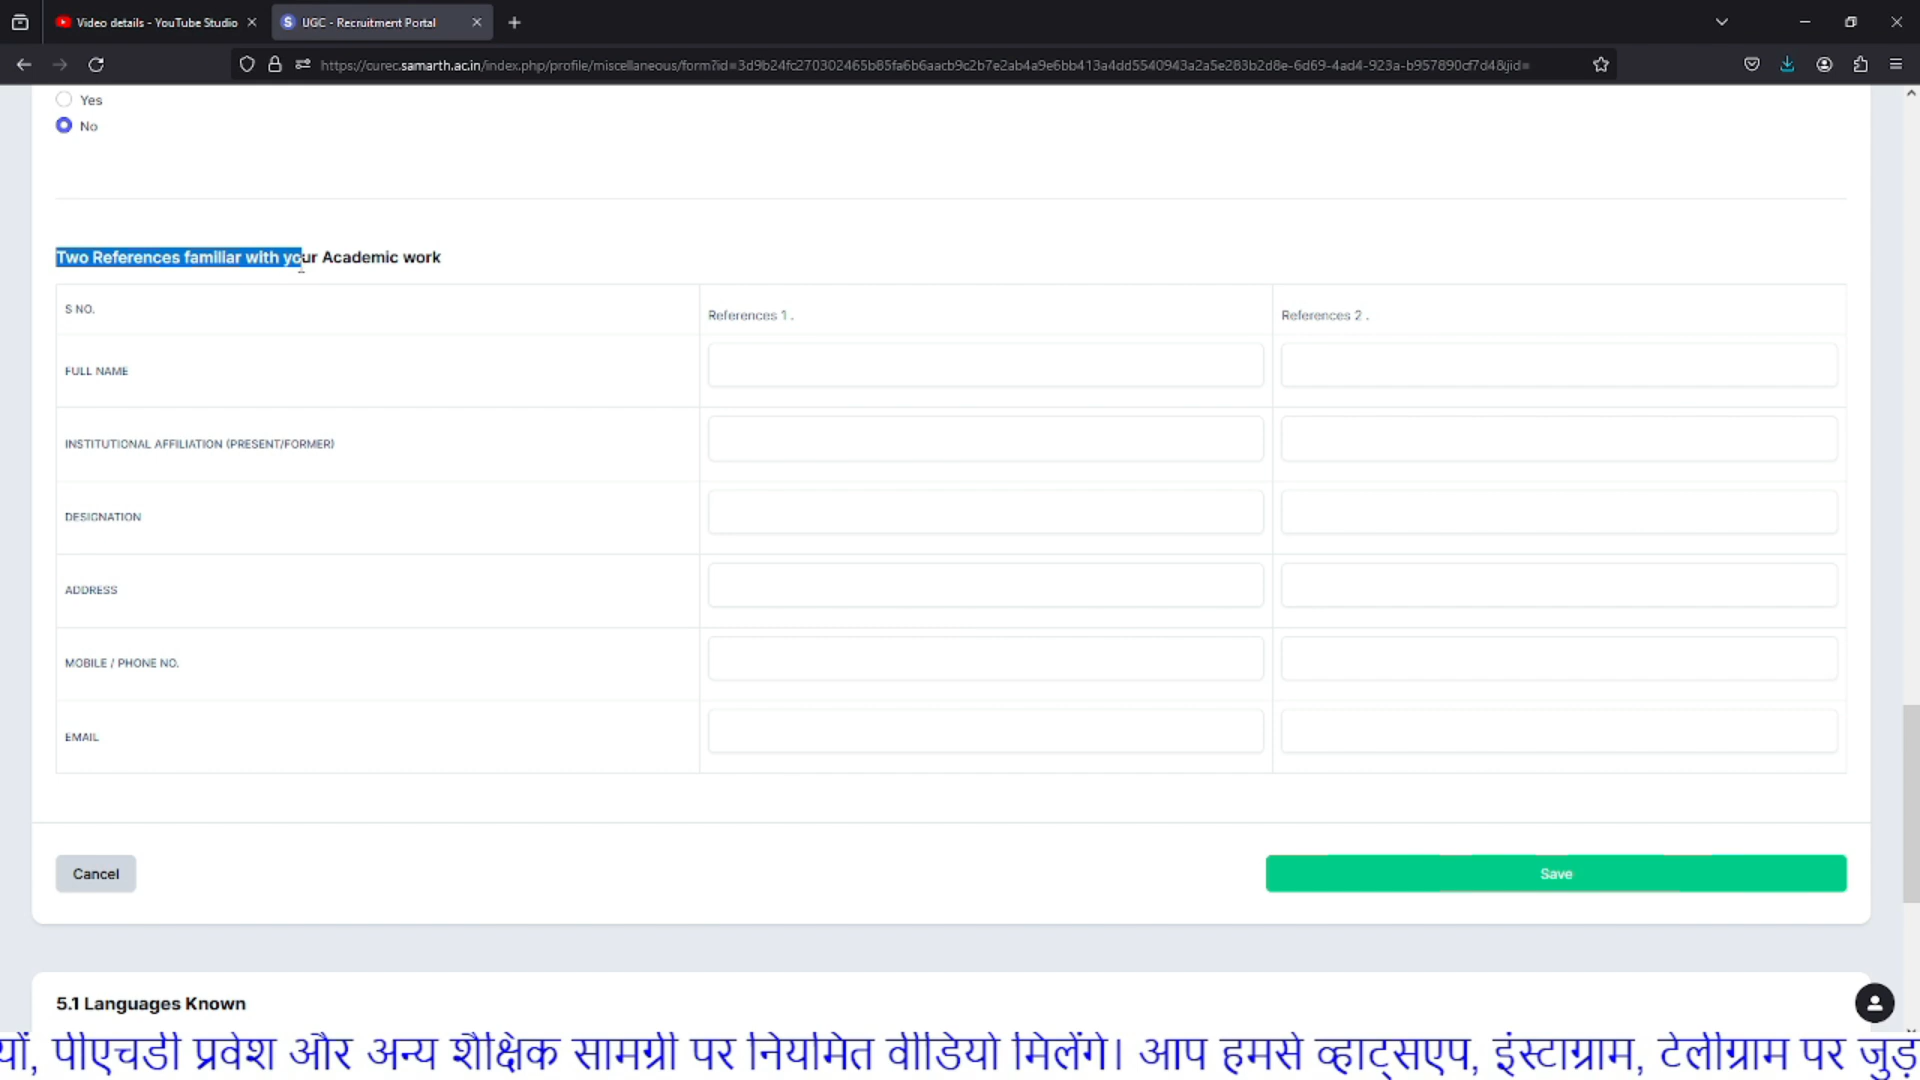 Video details - YouTube Studio
UGC - Recruitment Portal
https://curec.samarth.ac.in/index.php/profile/miscellaneous/form?id=3d9b24fc270302465b85fa6b6aacb9c2b7e2ab4a9e6bb413a4dd5540943a2a5e283b2d8e-6d69-4ad4-923a-b957890cf7d4&jid=
Yes
No
Two References familiar with your Academic work
S NO. References 1 . References 2 .
FULL NAME
INSTITUTIONAL AFFILIATION (PRESENT/FORMER)
DESIGNATION
ADDRESS
MOBILE / PHONE NO.
EMAIL
Cancel Save
5.1 Languages Known
यों, पीएचडी प्रवेश और अन्य शैक्षिक सामग्री पर नियमित वीडियो मिलेंगे। आप हमसे व्हाट्सएप, इंस्टाग्राम, टेलीग्राम पर जुड़